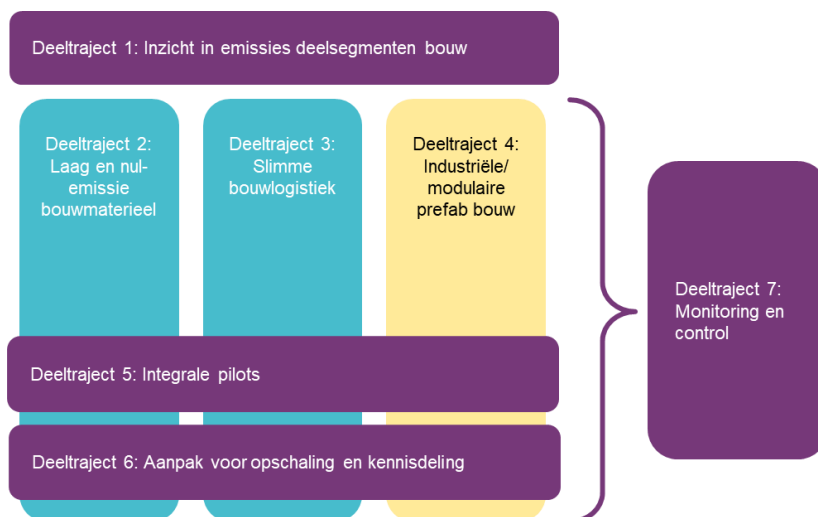 Deeltraject 1: Inzicht in emissies deelsegmenten bouw
Deeltraject 2:
Laag en nul-
emissie
bouwmaterieel
Deeltraject 3:
Slimme
bouwlogistiek
Deeltraject 4:
Industriële/
modulaire
prefab bouw
Deeltraject 7:
Monitoring en
control
Deeltraject 5: Integrale pilots
Deeltraject 6: Aanpak voor opschaling en kennisdeling